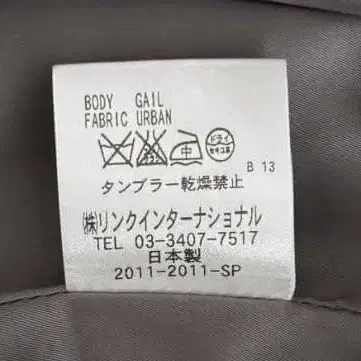 BODY GAIL
FABRIC URBAN
中 ドライ
B 13
タンブラー乾燥禁止
㈱リンクインターナショナル
TEL 03-3407-7517
日本製
2011-2011-SP